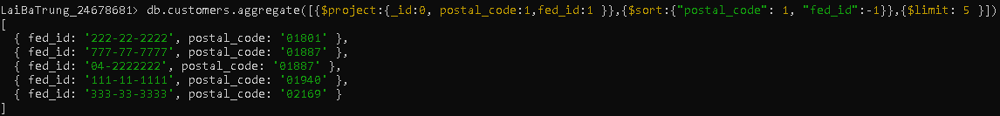 LaiBaTrung_24678681> db.customers.aggregate([{$project:{_id:0, postal_code:1,fed_id:1 }},{$sort:{"postal_code": 1, "fed_id":-1}},{$limit: 5 }])
[
  { fed_id: '222-22-2222', postal_code: '01801' },
  { fed_id: '777-77-7777', postal_code: '01887' },
  { fed_id: '04-2222222', postal_code: '01887' },
  { fed_id: '111-11-1111', postal_code: '01940' },
  { fed_id: '333-33-3333', postal_code: '02169' }
]